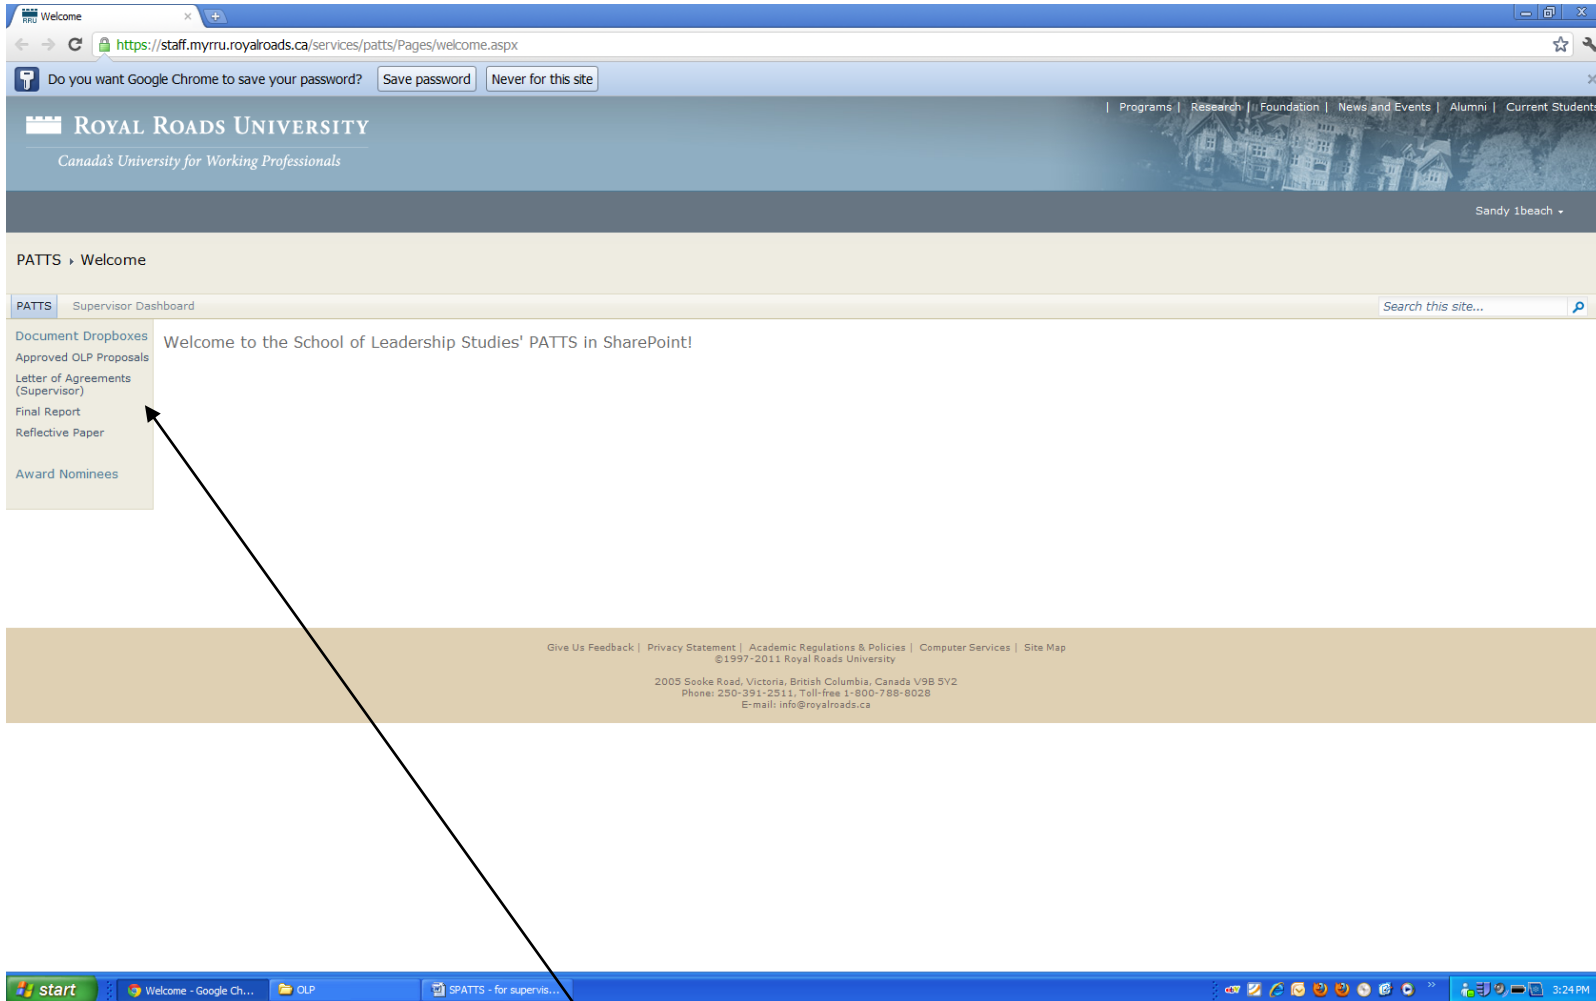 RRU Welcome
https://staff.myrru.royalroads.ca/services/patts/Pages/welcome.aspx
Do you want Google Chrome to save your password? Save password Never for this site
| Programs | Research | Foundation | News and Events | Alumni | Current Students
ROYAL ROADS UNIVERSITY
Canada's University for Working Professionals
Sandy 1beach
PATTS Welcome
PATTS Supervisor Dashboard Search this site...
Document Dropboxes
Approved OLP Proposals
Letter of Agreements
(Supervisor)
Final Report
Reflective Paper
Award Nominees
Welcome to the School of Leadership Studies' PATTS in SharePoint!
Give Us Feedback | Privacy Statement | Academic Regulations & Policies | Computer Services | Site Map
©1997-2011 Royal Roads University
2005 Sooke Road, Victoria, British Columbia, Canada V9B 5Y2
Phone: 250-391-2511. Toll-free 1-800-788-8028
E-mail: info@royalroads.ca
start Welcome - Google Ch... OLP SPATTS - for supervis... 3:24 PM